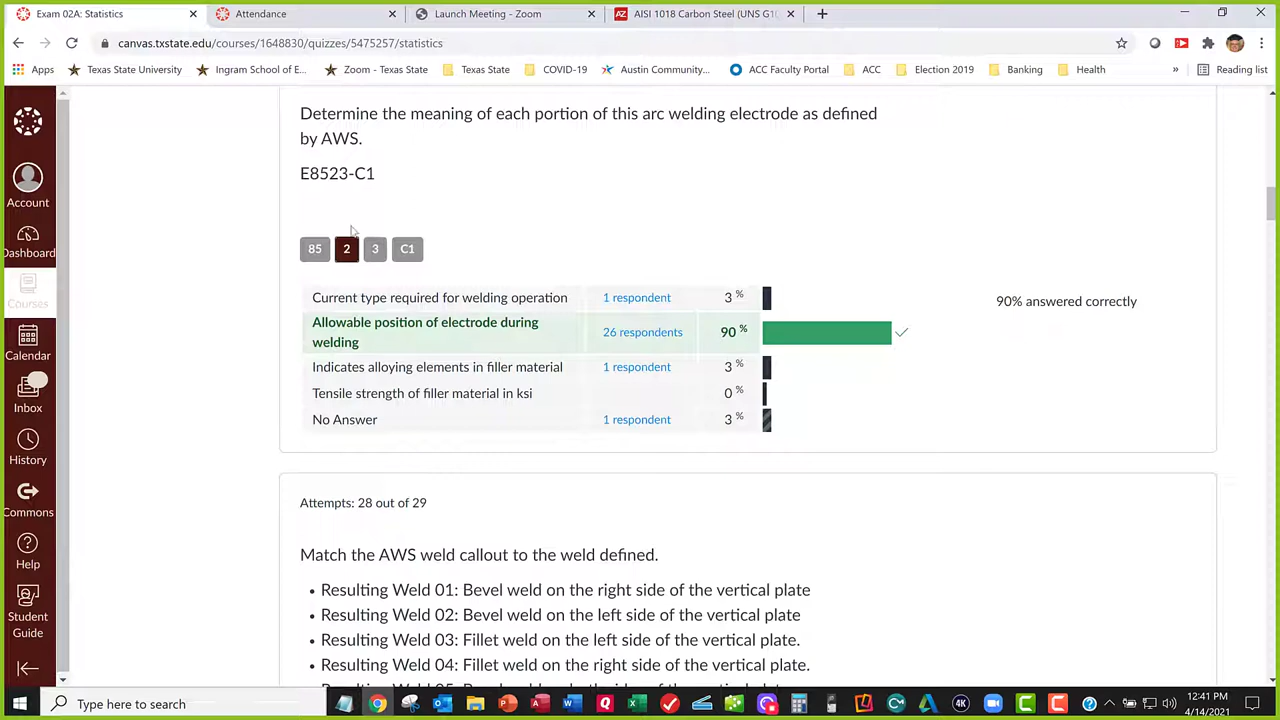 Exam 02A: Statistics
Attendance
Launch Meeting - Zoom
AISI 1018 Carbon Steel (UNS G10
canvas.txstate.edu/courses/1648830/quizzes/5475257/statistics
Apps
Texas State University
Ingram School of E...
Zoom - Texas State
Texas State
COVID-19
Austin Community...
ACC Faculty Portal
ACC
Election 2019
Banking
Health
»
Reading list
Account
Dashboard
Courses
Calendar
Inbox
History
Commons
Help
Student
Guide
Determine the meaning of each portion of this arc welding electrode as defined
by AWS.
E8523-C1
85 2 3 C1
Current type required for welding operation 1 respondent 3 %
90% answered correctly
Allowable position of electrode during
welding 26 respondents 90 %
Indicates alloying elements in filler material 1 respondent 3 %
Tensile strength of filler material in ksi 0 %
No Answer 1 respondent 3 %
Attempts: 28 out of 29
Match the AWS weld callout to the weld defined.
• Resulting Weld 01: Bevel weld on the right side of the vertical plate
• Resulting Weld 02: Bevel weld on the left side of the vertical plate
• Resulting Weld 03: Fillet weld on the left side of the vertical plate.
• Resulting Weld 04: Fillet weld on the right side of the vertical plate.
Type here to search
12:41 PM
4/14/2021